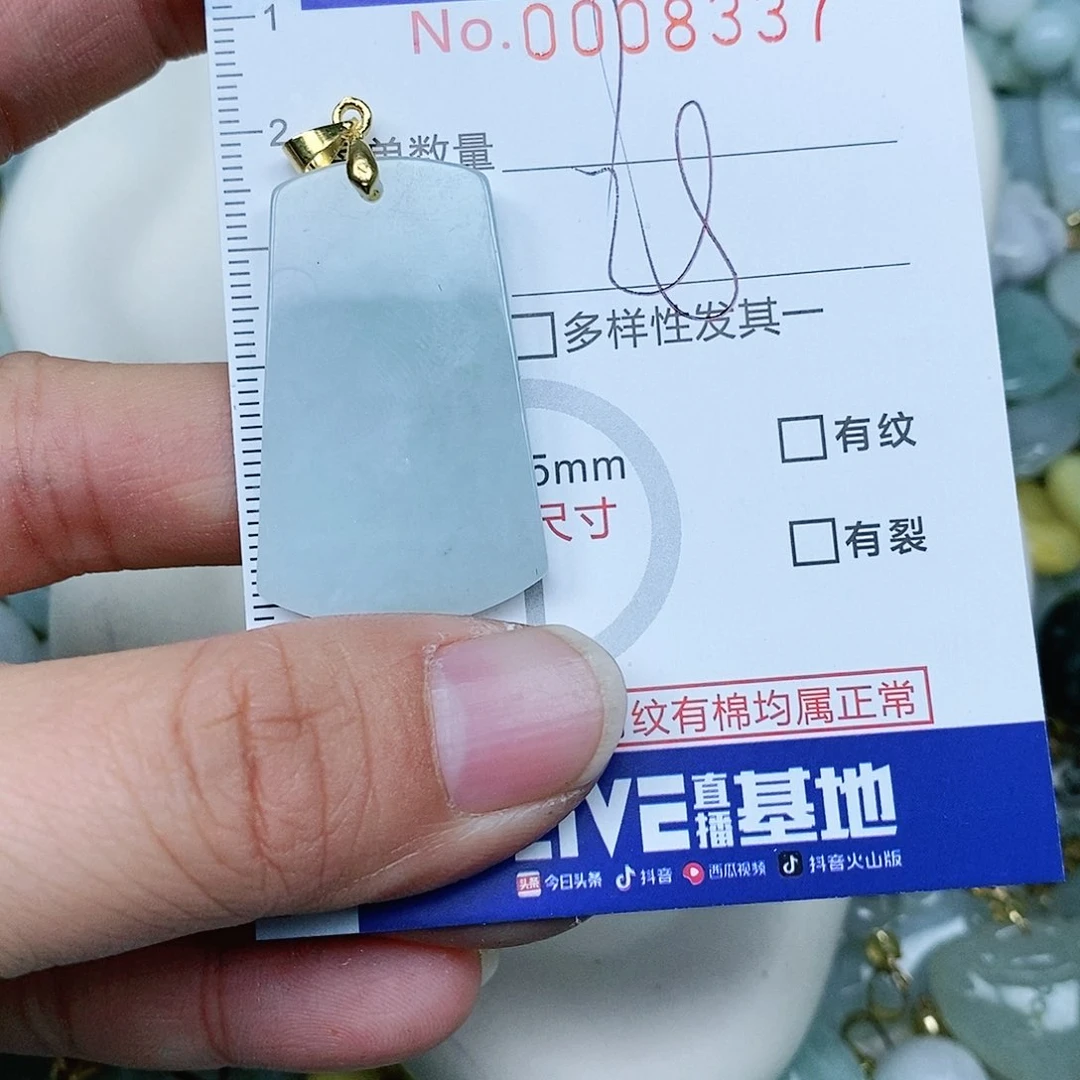 1
No.0008337
2
单数量
多样性发其一
有纹
5mm
尺寸
有裂
纹有棉均属正常
LIVE直播基地
头条 今日头条 抖音 西瓜视频 抖音火山版